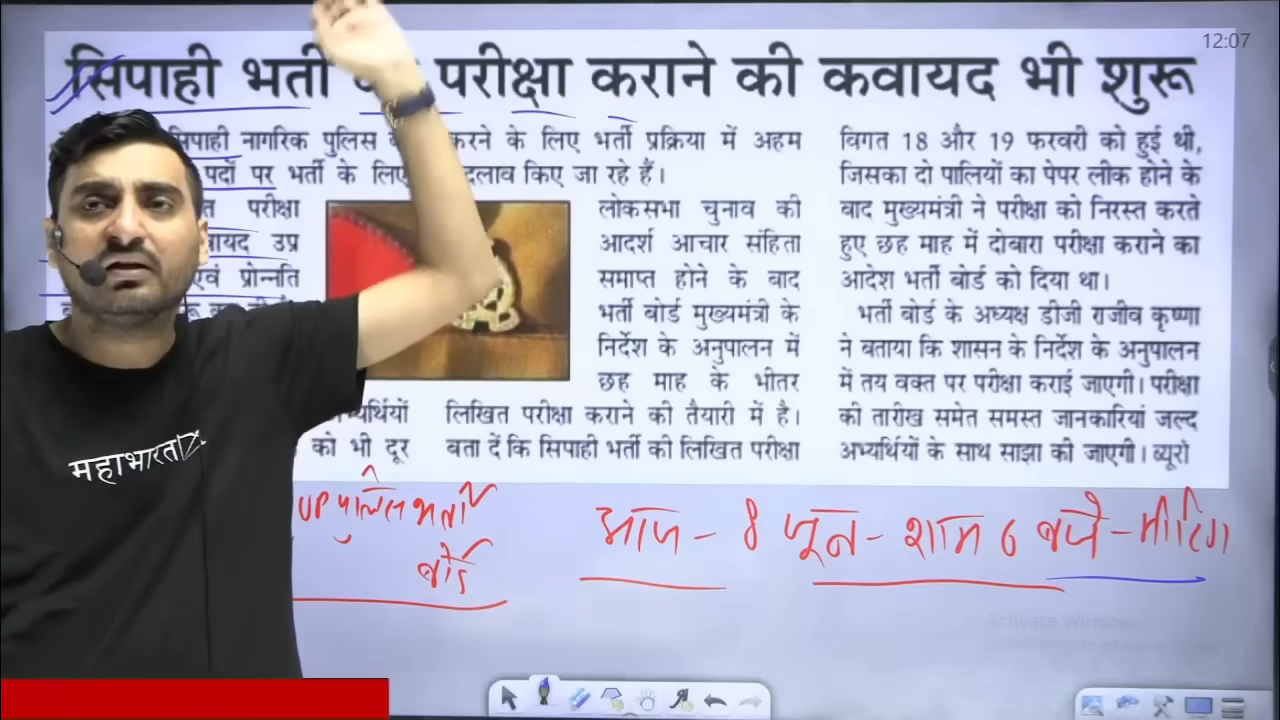 12:07
सिपाही भर्ती परीक्षा कराने की कवायद भी शुरू
सिपाही नागरिक पुलिस करने के लिए भर्ती प्रक्रिया में अहम
पदों पर भर्ती के लिए बदलाव किए जा रहे हैं।
परीक्षा
उप्र
एवं प्रोन्नति
अभ्यर्थियों
को भी दूर
लोकसभा चुनाव की
आदर्श आचार संहिता
समाप्त होने के बाद
भर्ती बोर्ड मुख्यमंत्री के
निर्देश के अनुपालन में
छह माह के भीतर
लिखित परीक्षा कराने की तैयारी में है।
बता दें कि सिपाही भर्ती की लिखित परीक्षा
विगत 18 और 19 फरवरी को हुई थी,
जिसका दो पालियों का पेपर लीक होने के
बाद मुख्यमंत्री ने परीक्षा को निरस्त करते
हुए छह माह में दोबारा परीक्षा कराने का
आदेश भर्ती बोर्ड को दिया था।
भर्ती बोर्ड के अध्यक्ष डीजी राजीव कृष्णा
ने बताया कि शासन के निर्देश के अनुपालन
में तय वक्त पर परीक्षा कराई जाएगी। परीक्षा
की तारीख समेत समस्त जानकारियां जल्द
अभ्यर्थियों के साथ साझा की जाएगी। ब्यूरो
UP पुलिस भर्ती
बोर्ड
आज - 8 जून - शाम 6 बजे - मीटिंग
Activate Windows
महाभारत